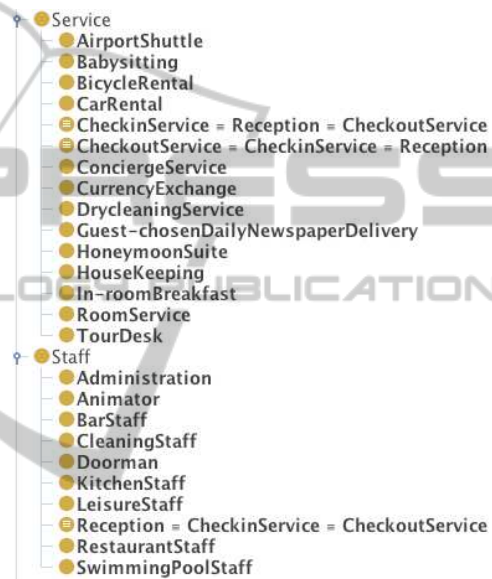 Service
AirportShuttle
Babysitting
BicycleRental
CarRental
CheckinService = Reception = CheckoutService
CheckoutService = CheckinService = Reception
ConciergeService
CurrencyExchange
DrycleaningService
Guest-chosenDailyNewspaperDelivery
HoneymoonSuite
HouseKeeping
In-roomBreakfast
RoomService
TourDesk
Staff
Administration
Animator
BarStaff
CleaningStaff
Doorman
KitchenStaff
LeisureStaff
Reception = CheckinService = CheckoutService
RestaurantStaff
SwimmingPoolStaff